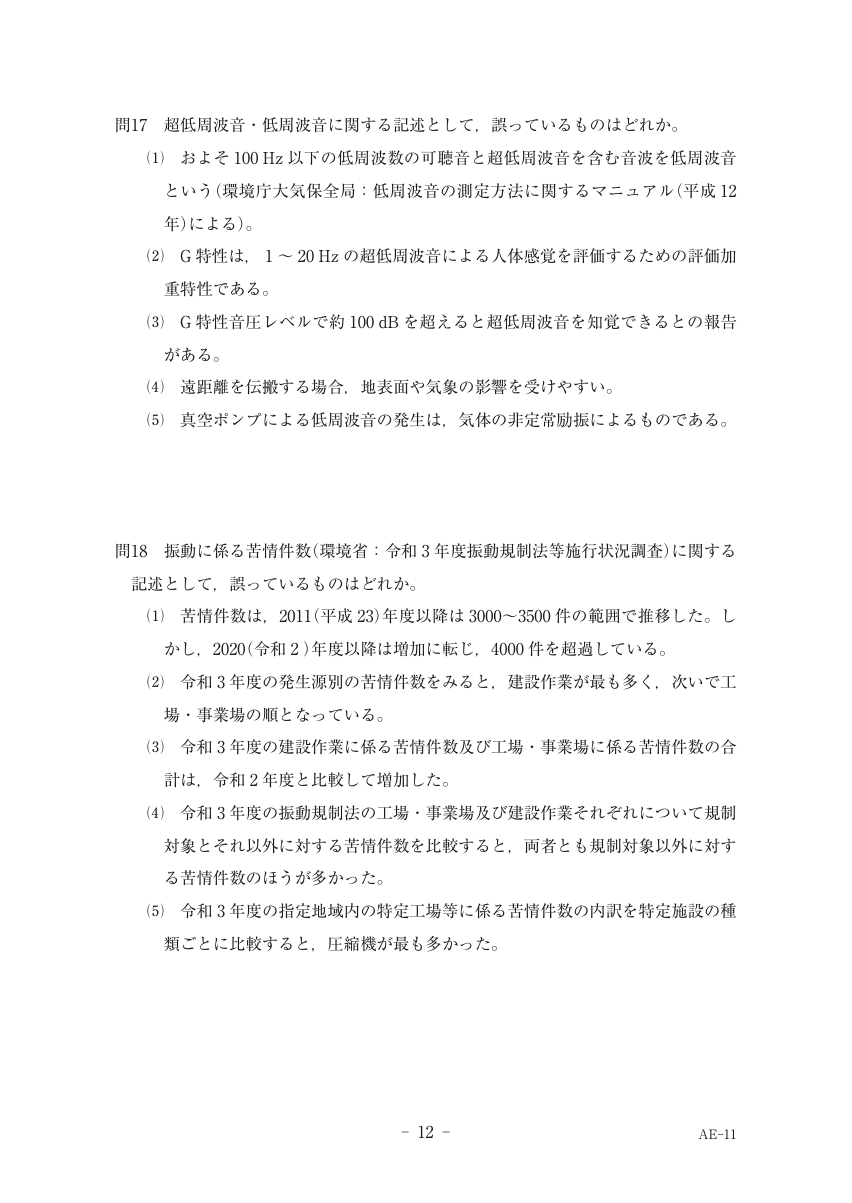 問17　超低周波音・低周波音に関する記述として，誤っているものはどれか。
⑴　およそ 100 Hz 以下の低周波数の可聴音と超低周波音を含む音波を低周波音
という(環境庁大気保全局：低周波音の測定方法に関するマニュアル(平成 12
年)による)。
⑵　G 特性は， 1 ～ 20 Hz の超低周波音による人体感覚を評価するための評価加
重特性である。
⑶　G 特性音圧レベルで約 100 dB を超えると超低周波音を知覚できるとの報告
がある。
⑷　遠距離を伝搬する場合，地表面や気象の影響を受けやすい。
⑸　真空ポンプによる低周波音の発生は，気体の非定常励振によるものである。
問18　振動に係る苦情件数(環境省：令和 3 年度振動規制法等施行状況調査)に関する
記述として，誤っているものはどれか。
⑴　苦情件数は，2011(平成 23)年度以降は 3000～3500 件の範囲で推移した。し
かし，2020(令和 2 )年度以降は増加に転じ，4000 件を超過している。
⑵　令和 3 年度の発生源別の苦情件数をみると，建設作業が最も多く，次いで工
場・事業場の順となっている。
⑶　令和 3 年度の建設作業に係る苦情件数及び工場・事業場に係る苦情件数の合
計は，令和 2 年度と比較して増加した。
⑷　令和 3 年度の振動規制法の工場・事業場及び建設作業それぞれについて規制
対象とそれ以外に対する苦情件数を比較すると，両者とも規制対象以外に対す
る苦情件数のほうが多かった。
⑸　令和 3 年度の指定地域内の特定工場等に係る苦情件数の内訳を特定施設の種
類ごとに比較すると，圧縮機が最も多かった。
－ 12 －
AE−11